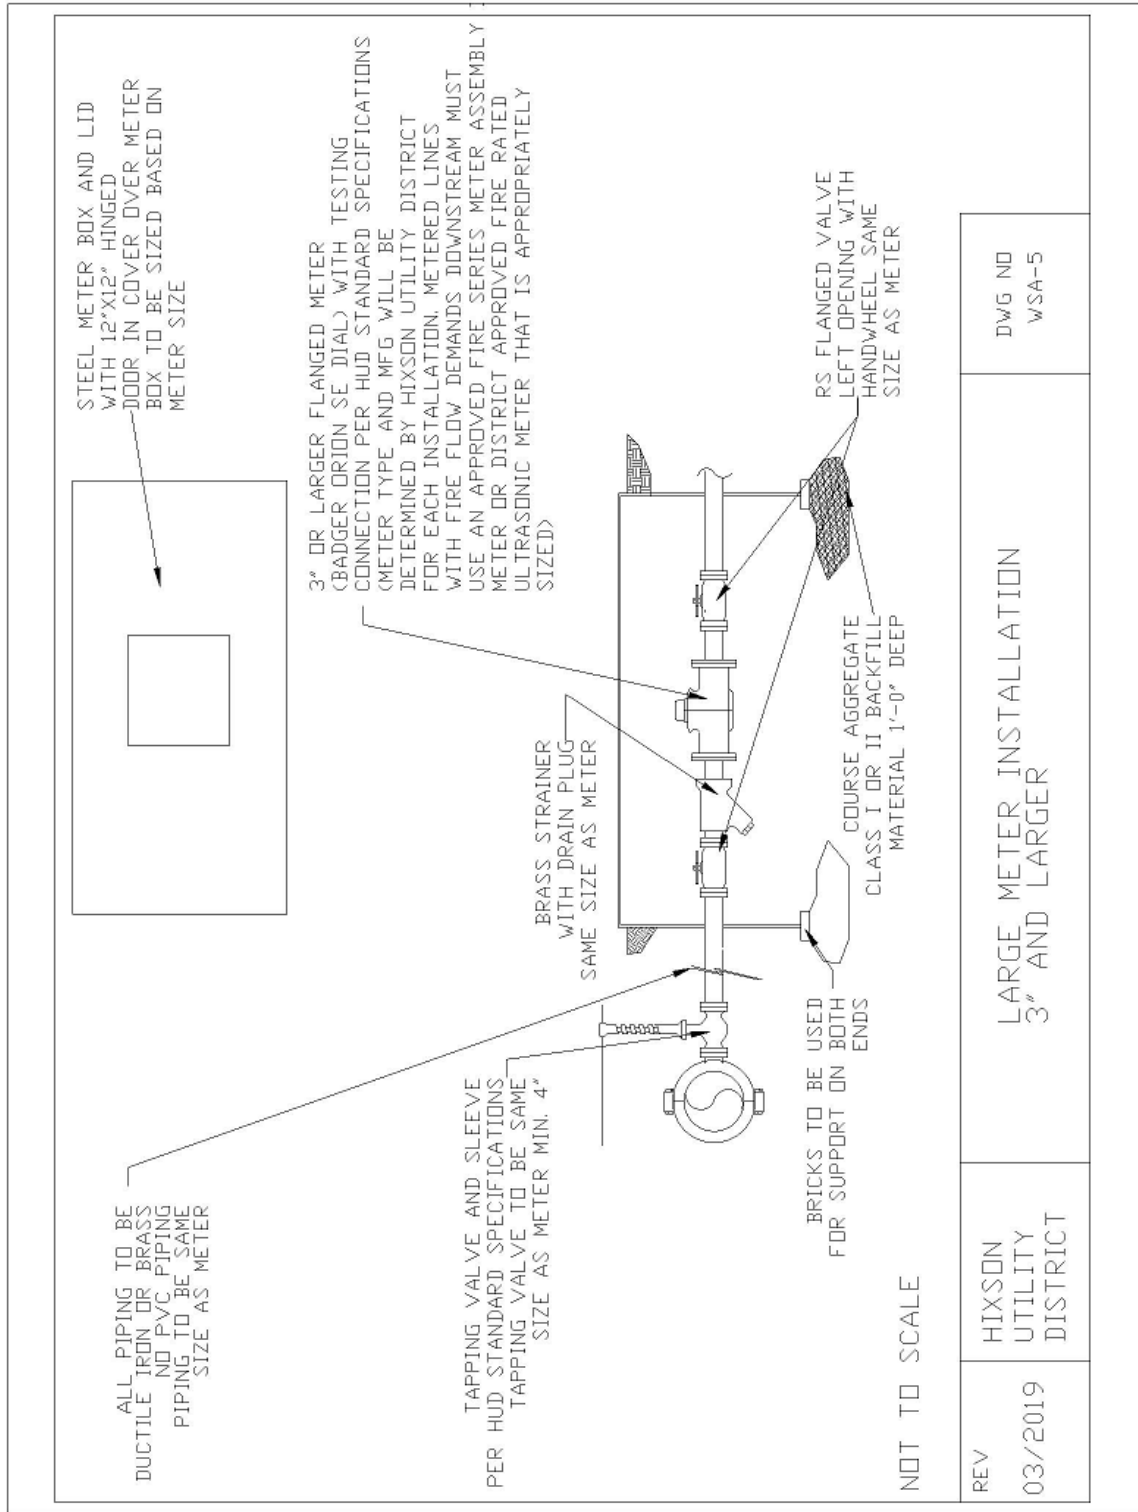 STEEL METER BOX AND LID
WITH 12"X12" HINGED
DOOR IN COVER OVER METER
BOX TO BE SIZED BASED ON
METER SIZE
3" OR LARGER FLANGED METER
(BADGER ORION SE DIAL) WITH TESTING
CONNECTION PER HUD STANDARD SPECIFICATIONS
(METER TYPE AND MFG WILL BE
DETERMINED BY HIXSON UTILITY DISTRICT
FOR EACH INSTALLATION. METERED LINES
WITH FIRE FLOW DEMANDS DOWNSTREAM MUST
USE AN APPROVED FIRE SERIES METER ASSEMBLY
METER OR DISTRICT APPROVED FIRE RATED
ULTRASONIC METER THAT IS APPROPRIATELY
SIZED)
ALL PIPING TO BE
DUCTILE IRON OR BRASS
NO PVC PIPING
PIPING TO BE SAME
SIZE AS METER
TAPPING VALVE AND SLEEVE
PER HUD STANDARD SPECIFICATIONS
TAPPING VALVE TO BE SAME
SIZE AS METER MIN. 4"
BRASS STRAINER
WITH DRAIN PLUG
SAME SIZE AS METER
RS FLANGED VALVE
LEFT OPENING WITH
HANDWHEEL SAME
SIZE AS METER
BRICKS TO BE USED
FOR SUPPORT ON BOTH
ENDS
COURSE AGGREGATE
CLASS I OR II BACKFILL
MATERIAL 1'-0" DEEP
NOT TO SCALE
REV
03/2019
HIXSON
UTILITY
DISTRICT
LARGE METER INSTALLATION
3" AND LARGER
DWG NO
WSA-5